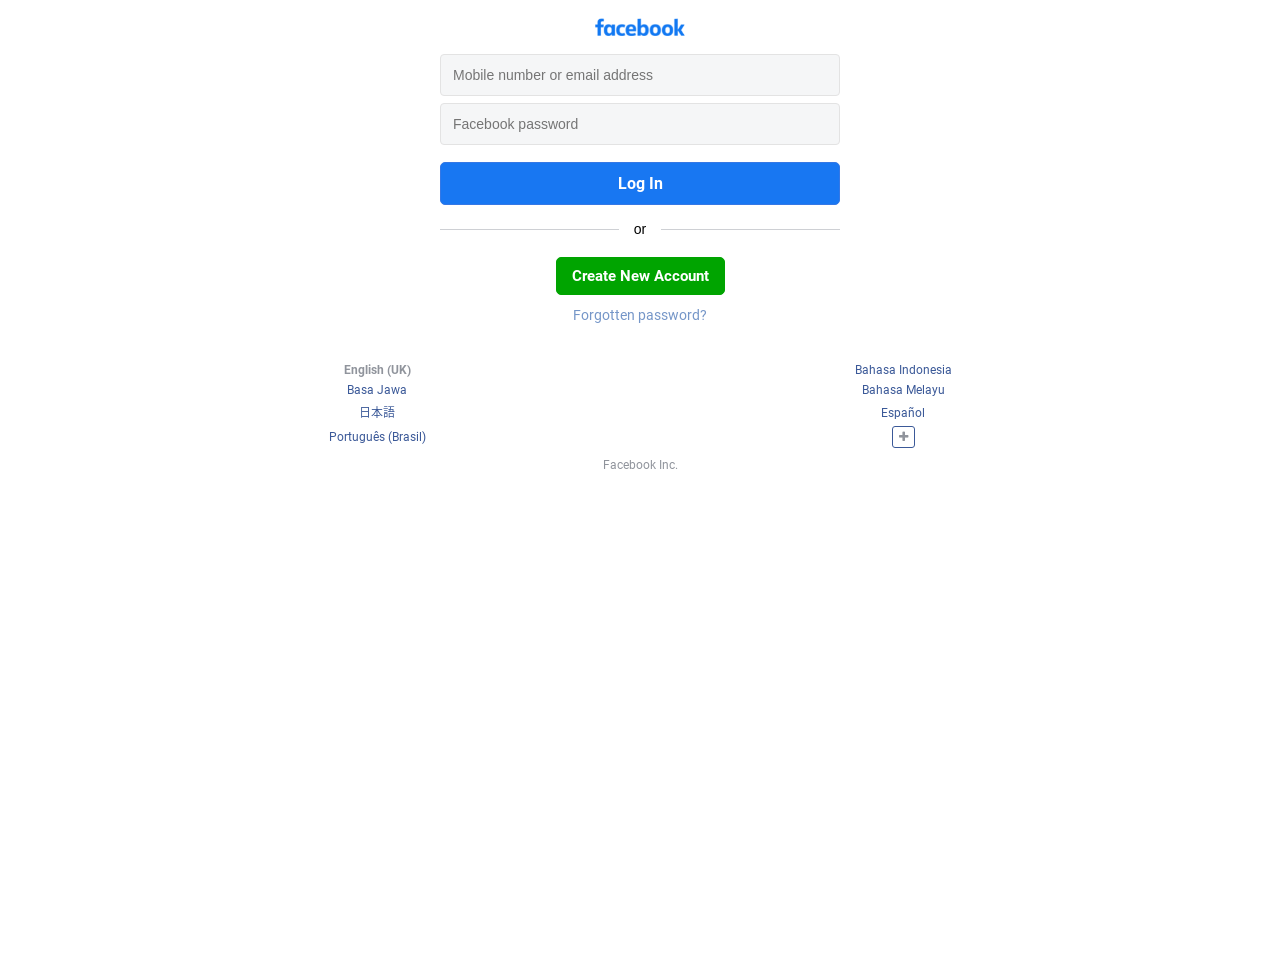 facebook
Mobile number or email address
Facebook password
Log In
or
Create New Account
Forgotten password?
English (UK)
Bahasa Indonesia
Basa Jawa
Bahasa Melayu
日本語
Español
Português (Brasil)
Facebook Inc.